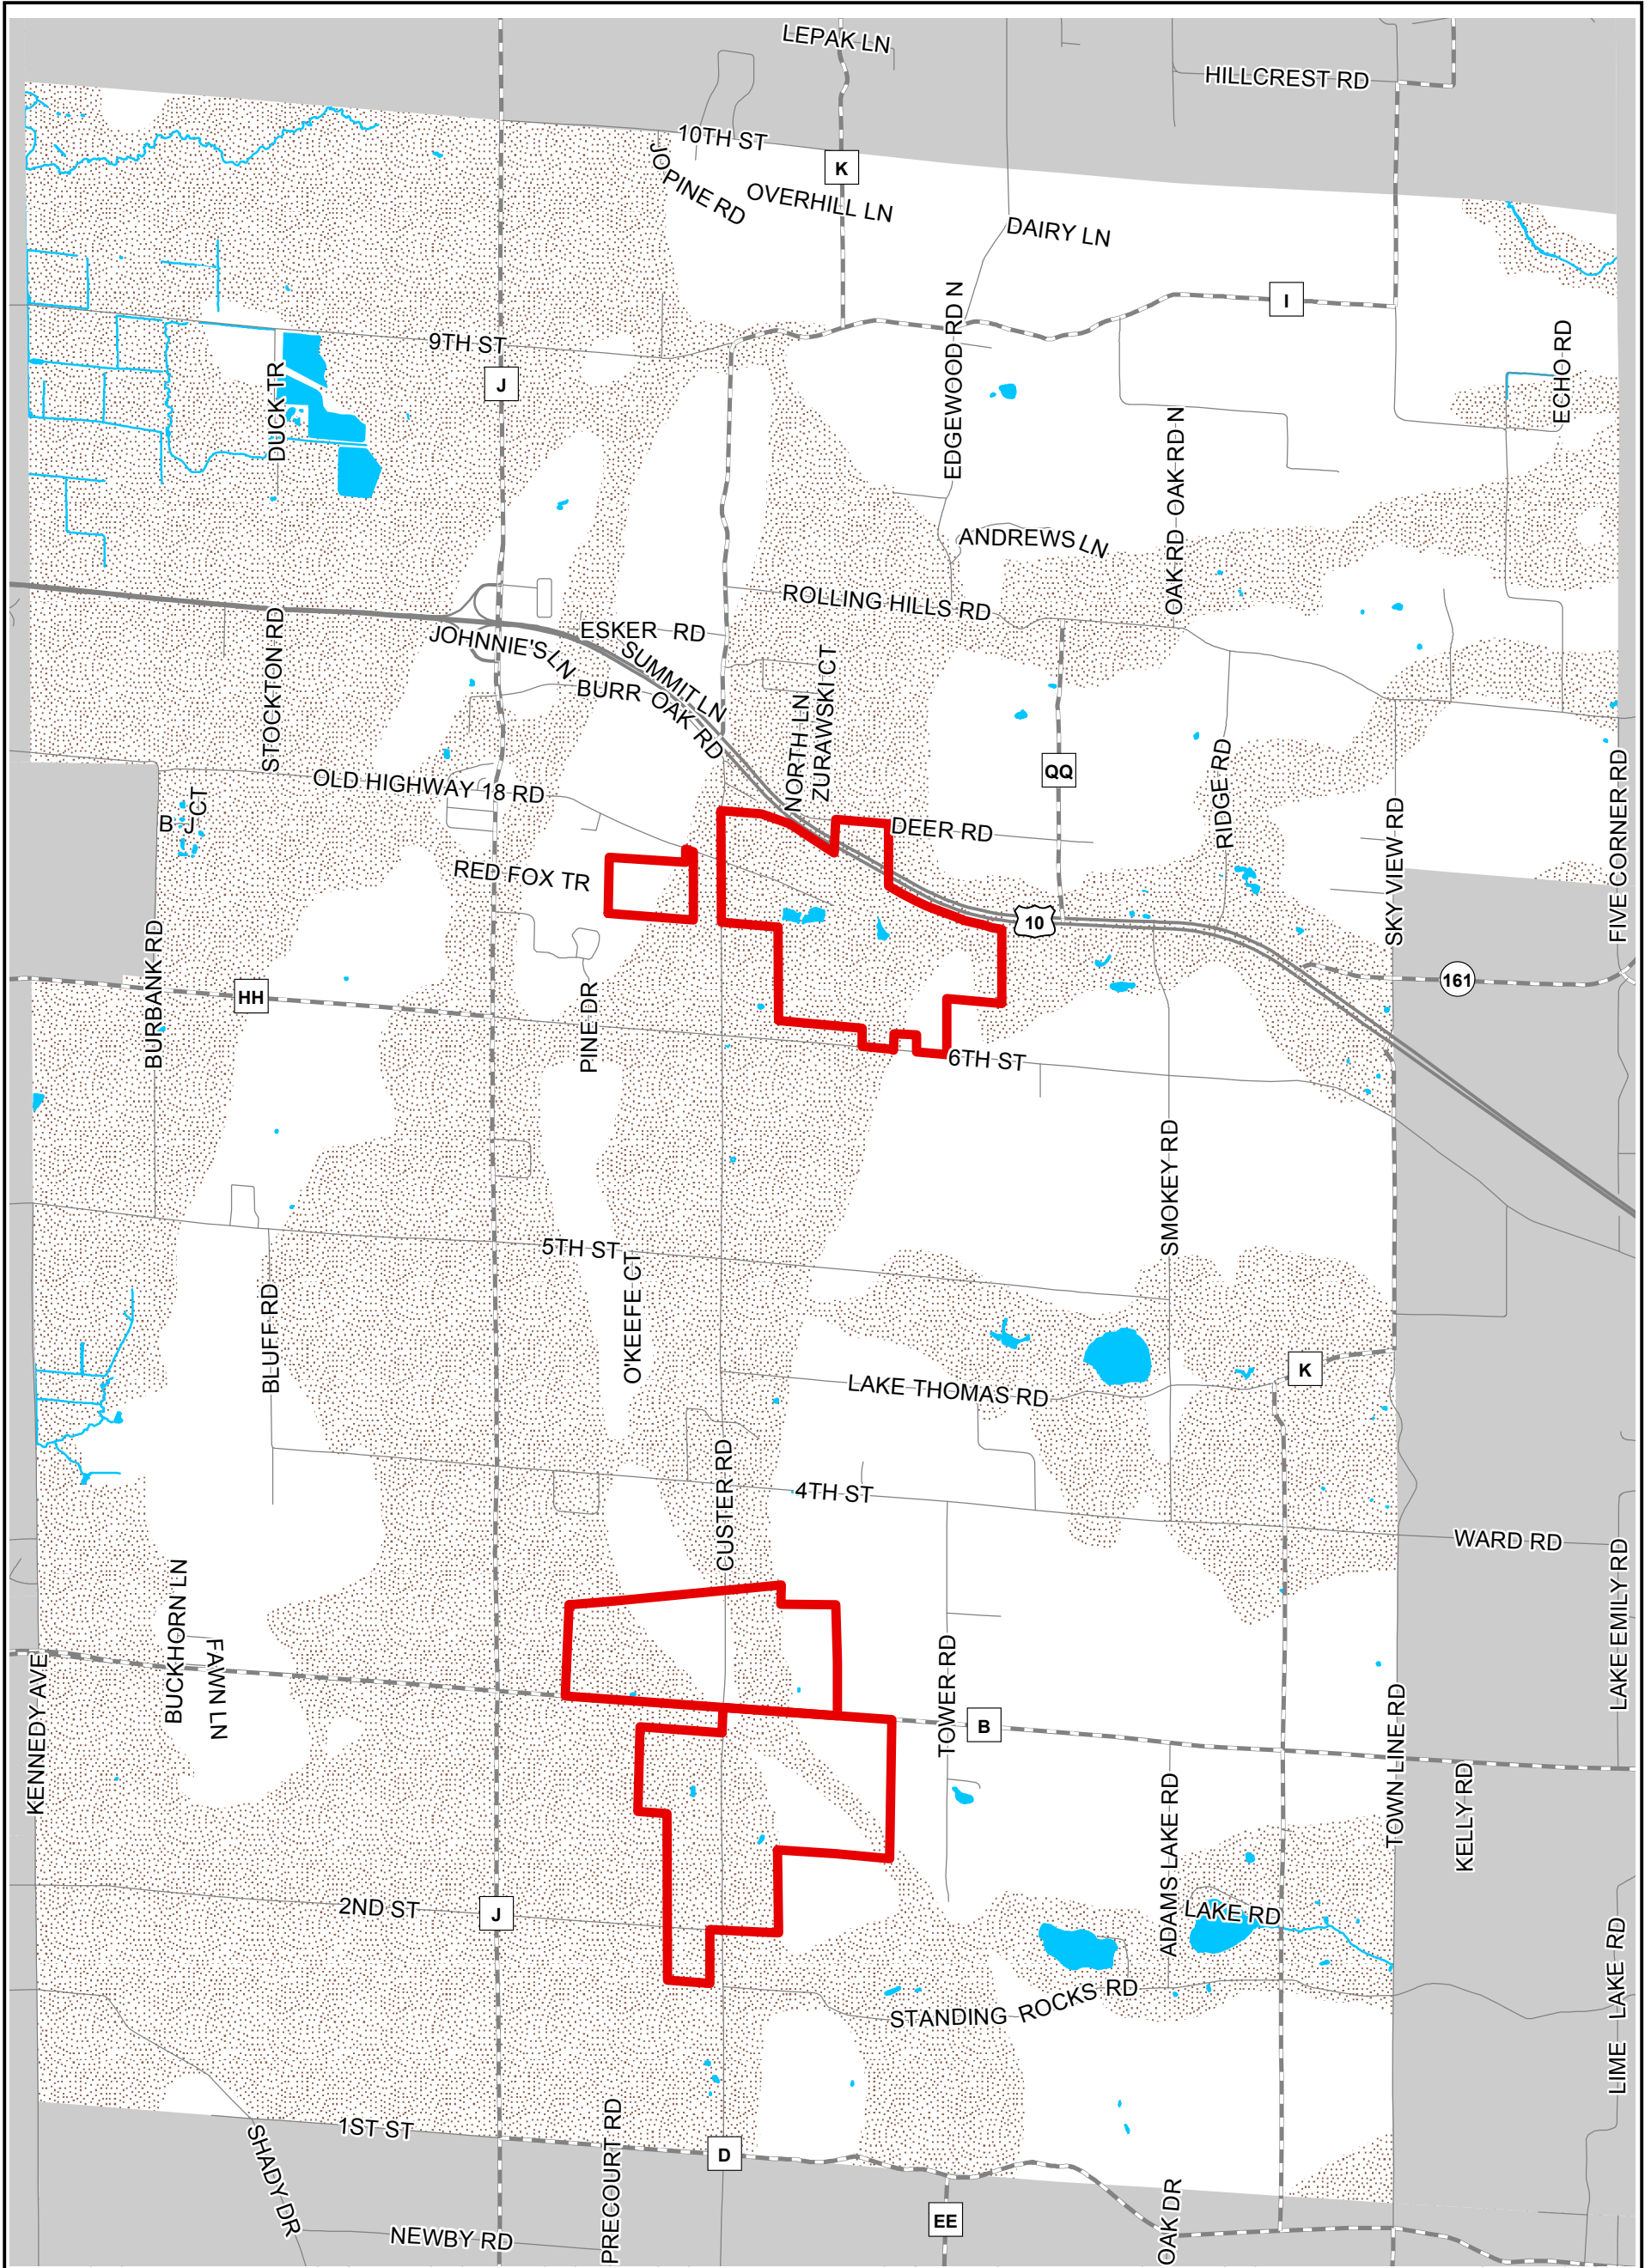 LEPAK LN
HILLCREST RD
10TH ST
K
JO
PINE RD
OVERHILL LN
DAIRY LN
I
9TH ST
J
DUCK TR
EDGEWOOD RD N
ECHO RD
OAK RD
OAK RD N
ANDREWS LN
ROLLING HILLS RD
ESKER RD
JOHNNIE'S LN
SUMMIT LN
BURR OAK RD
STOCKTON RD
NORTH LN
ZURAWSKI CT
QQ
OLD HIGHWAY 18 RD
B J CT
DEER RD
RIDGE RD
SKY VIEW RD
FIVE CORNER RD
RED FOX TR
10
161
BURBANK RD
HH
PINE DR
6TH ST
SMOKEY RD
5TH ST
O'KEEFE CT
BLUFF RD
K
LAKE THOMAS RD
CUSTER RD
4TH ST
WARD RD
LAKE EMILY RD
BUCKHORN LN
FAWN LN
KENNEDY AVE
TOWER RD
B
TOWN LINE RD
KELLY RD
ADAMS LAKE RD
2ND ST
J
LAKE RD
STANDING ROCKS RD
LIME LAKE RD
1ST ST
SHADY DR
PRECOURT RD
D
EE
OAK DR
NEWBY RD